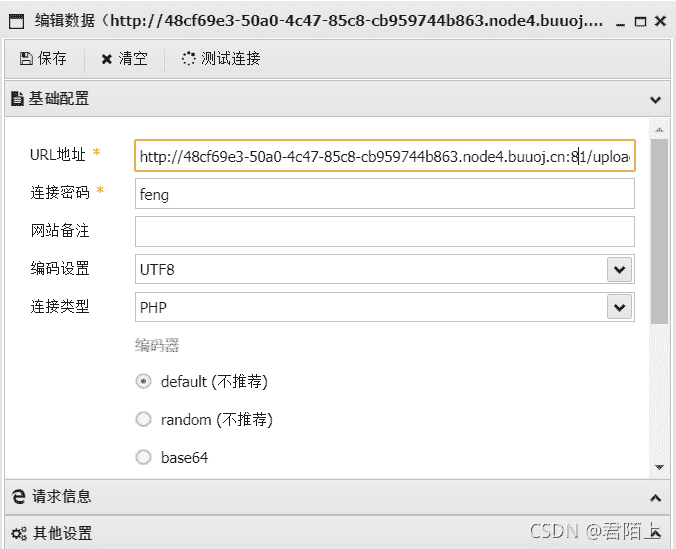 编辑数据（http://48cf69e3-50a0-4c47-85c8-cb959744b863.node4.buuoj....
保存 清空 测试连接
基础配置
URL地址 * http://48cf69e3-50a0-4c47-85c8-cb959744b863.node4.buuoj.cn:81/uploa
连接密码 * feng
网站备注
编码设置 UTF8
连接类型 PHP
编码器
default (不推荐)
random (不推荐)
base64
请求信息
其他设置
CSDN @君陌上